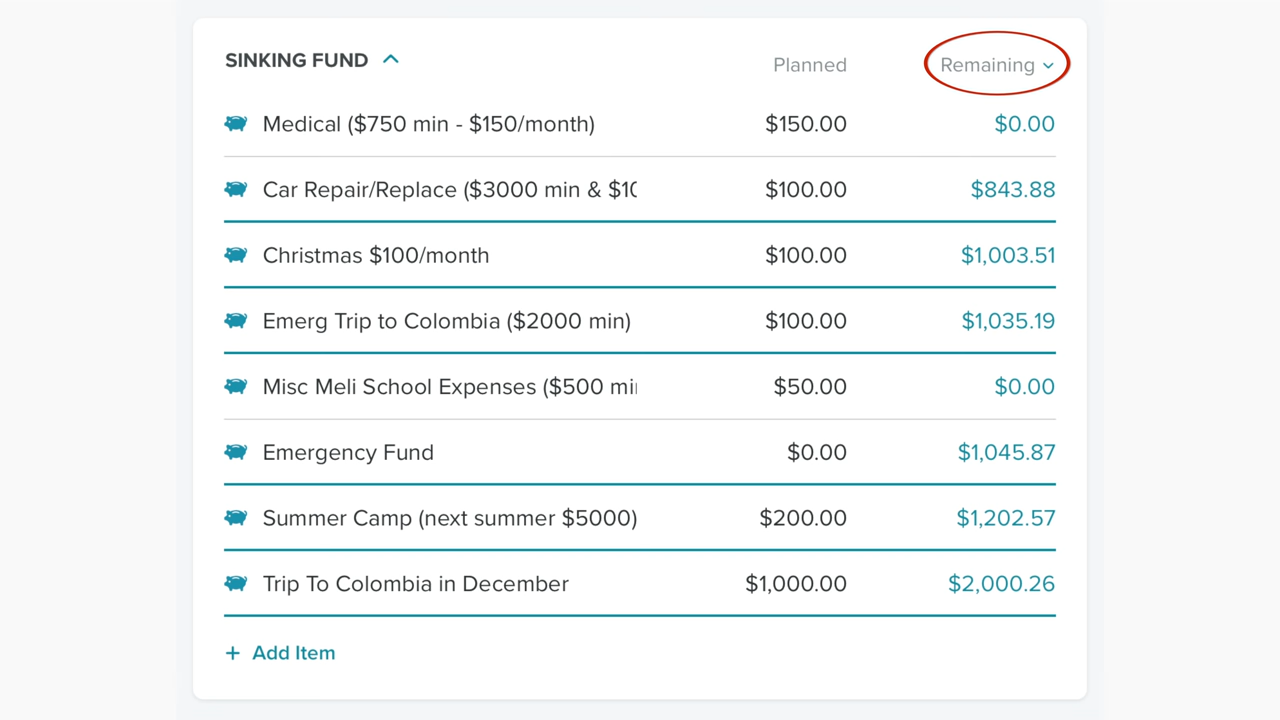 SINKING FUND Planned Remaining
Medical ($750 min - $150/month) $150.00 $0.00
Car Repair/Replace ($3000 min & $10 $100.00 $843.88
Christmas $100/month $100.00 $1,003.51
Emerg Trip to Colombia ($2000 min) $100.00 $1,035.19
Misc Meli School Expenses ($500 min $50.00 $0.00
Emergency Fund $0.00 $1,045.87
Summer Camp (next summer $5000) $200.00 $1,202.57
Trip To Colombia in December $1,000.00 $2,000.26
+ Add Item